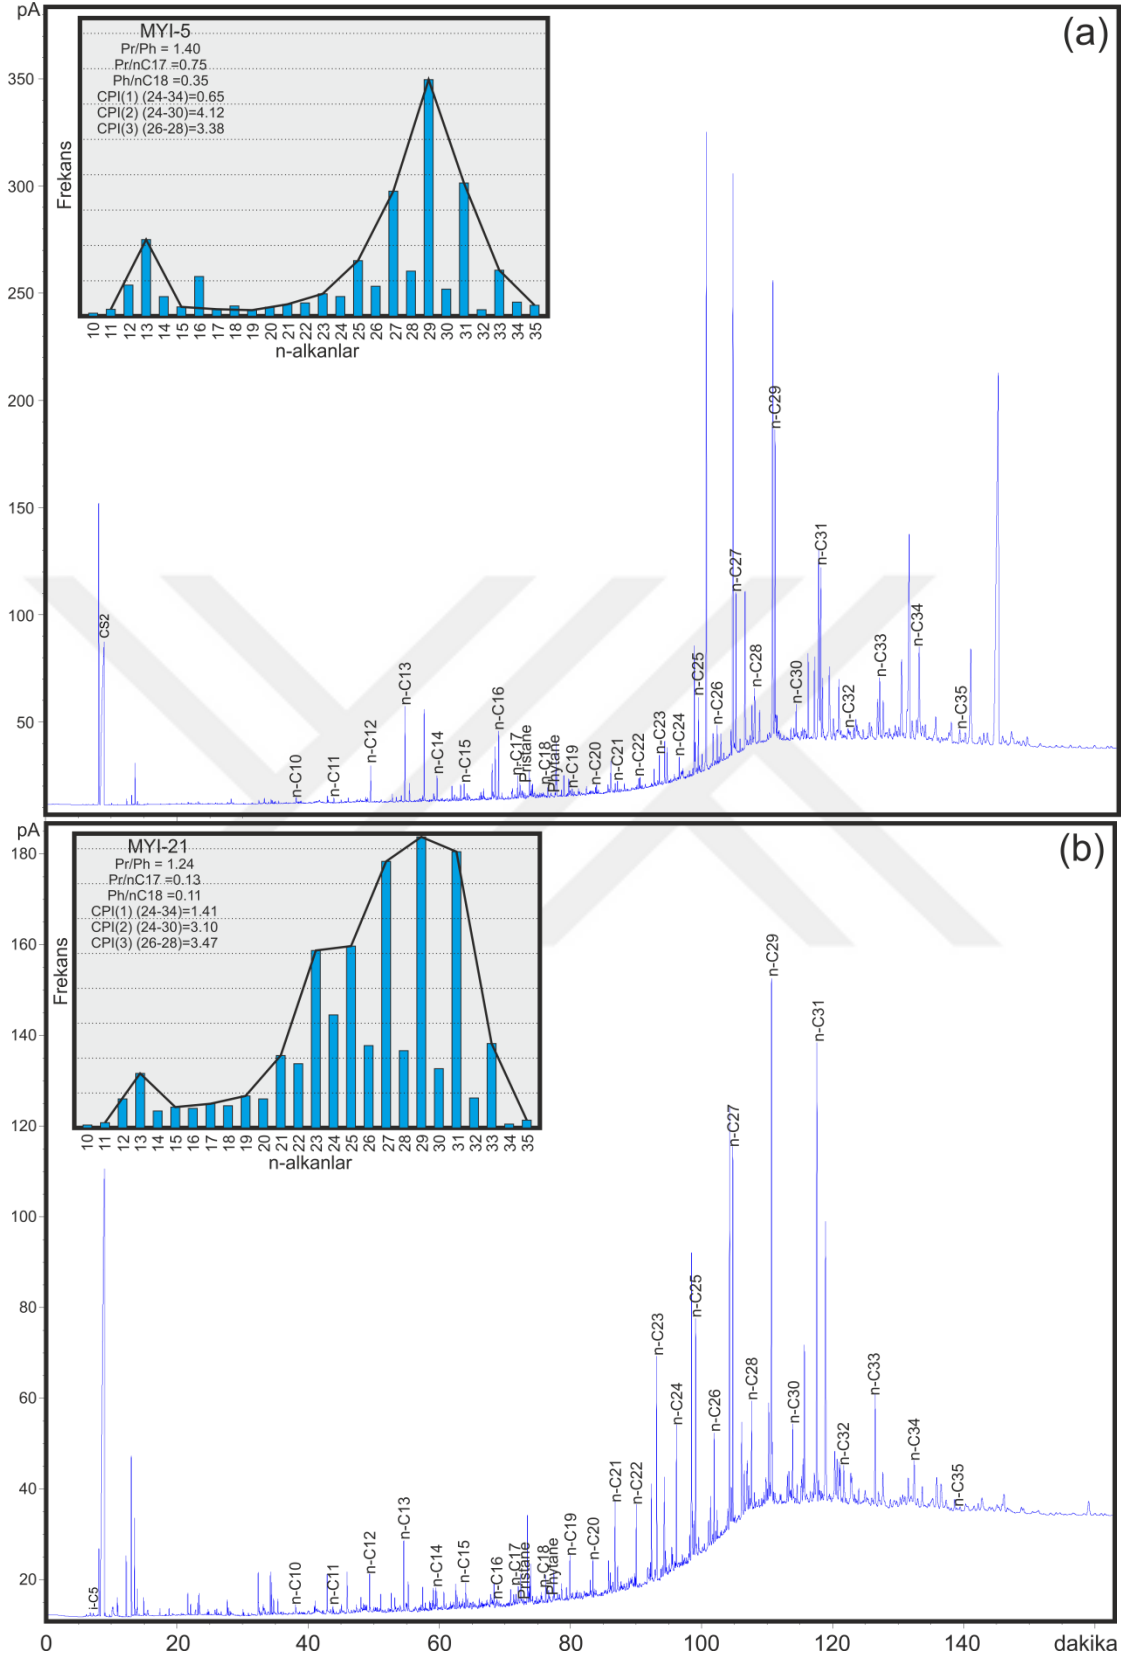 pA
(a)
MYI-5
Pr/Ph = 1.40
Pr/nC17 =0.75
Ph/nC18 =0.35
CPI(1) (24-34)=0.65
CPI(2) (24-30)=4.12
CPI(3) (26-28)=3.38
Frekans
10 11 12 13 14 15 16 17 18 19 20 21 22 23 24 25 26 27 28 29 30 31 32 33 34 35
n-alkanlar
350
300
250
200
150
100
50
CS2
n-C10
n-C11
n-C12
n-C13
n-C14
n-C15
n-C16
n-C17
Pristane
n-C18
Phytane
n-C19
n-C20
n-C21
n-C22
n-C23
n-C24
n-C25
n-C26
n-C27
n-C28
n-C29
n-C30
n-C31
n-C32
n-C33
n-C34
n-C35
pA
(b)
MYI-21
Pr/Ph = 1.24
Pr/nC17 =0.13
Ph/nC18 =0.11
CPI(1) (24-34)=1.41
CPI(2) (24-30)=3.10
CPI(3) (26-28)=3.47
Frekans
10 11 12 13 14 15 16 17 18 19 20 21 22 23 24 25 26 27 28 29 30 31 32 33 34 35
n-alkanlar
180
160
140
120
100
80
60
40
20
i-C5
n-C10
n-C11
n-C12
n-C13
n-C14
n-C15
n-C16
n-C17
Pristane
n-C18
Phytane
n-C19
n-C20
n-C21
n-C22
n-C23
n-C24
n-C25
n-C26
n-C27
n-C28
n-C29
n-C30
n-C31
n-C32
n-C33
n-C34
n-C35
0 20 40 60 80 100 120 140 dakika